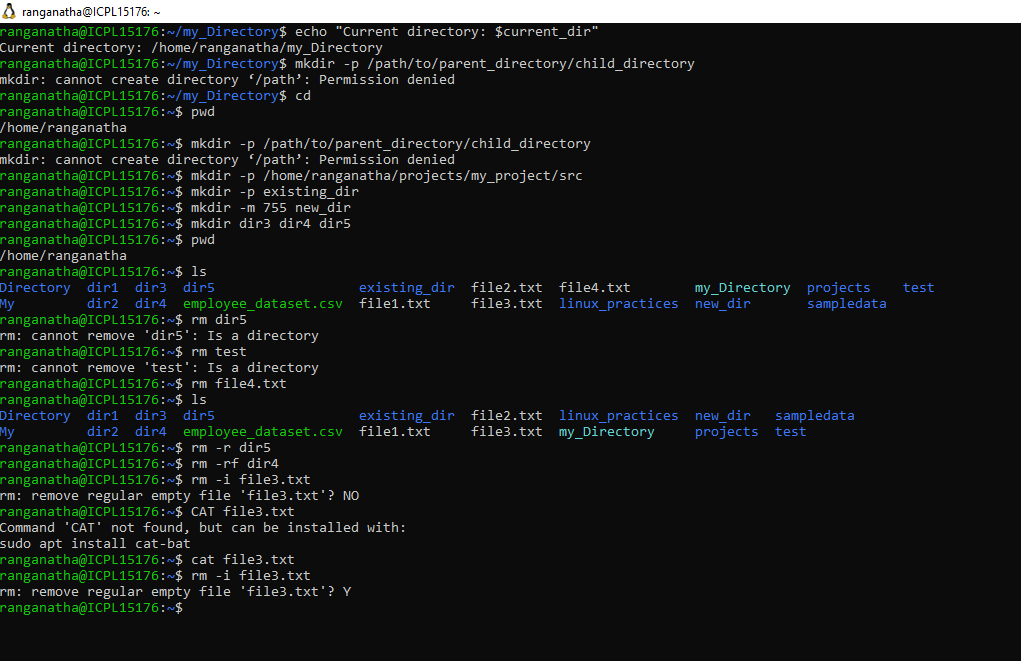 ranganatha@ICPL15176: ~
ranganatha@ICPL15176:~/my_Directory$ echo "Current directory: $current_dir"
Current directory: /home/ranganatha/my_Directory
ranganatha@ICPL15176:~/my_Directory$ mkdir -p /path/to/parent_directory/child_directory
mkdir: cannot create directory ‘/path’: Permission denied
ranganatha@ICPL15176:~/my_Directory$ cd
ranganatha@ICPL15176:~$ pwd
/home/ranganatha
ranganatha@ICPL15176:~$ mkdir -p /path/to/parent_directory/child_directory
mkdir: cannot create directory ‘/path’: Permission denied
ranganatha@ICPL15176:~$ mkdir -p /home/ranganatha/projects/my_project/src
ranganatha@ICPL15176:~$ mkdir -p existing_dir
ranganatha@ICPL15176:~$ mkdir -m 755 new_dir
ranganatha@ICPL15176:~$ mkdir dir3 dir4 dir5
ranganatha@ICPL15176:~$ pwd
/home/ranganatha
ranganatha@ICPL15176:~$ ls
Directory  dir1  dir3  dir5                  existing_dir  file2.txt  file4.txt        my_Directory  projects    test
My         dir2  dir4  employee_dataset.csv  file1.txt     file3.txt  linux_practices  new_dir       sampledata
ranganatha@ICPL15176:~$ rm dir5
rm: cannot remove 'dir5': Is a directory
ranganatha@ICPL15176:~$ rm test
rm: cannot remove 'test': Is a directory
ranganatha@ICPL15176:~$ rm file4.txt
ranganatha@ICPL15176:~$ ls
Directory  dir1  dir3  dir5                  existing_dir  file2.txt  linux_practices  new_dir   sampledata
My         dir2  dir4  employee_dataset.csv  file1.txt     file3.txt  my_Directory     projects  test
ranganatha@ICPL15176:~$ rm -r dir5
ranganatha@ICPL15176:~$ rm -rf dir4
ranganatha@ICPL15176:~$ rm -i file3.txt
rm: remove regular empty file 'file3.txt'? NO
ranganatha@ICPL15176:~$ CAT file3.txt
Command 'CAT' not found, but can be installed with:
sudo apt install cat-bat
ranganatha@ICPL15176:~$ cat file3.txt
ranganatha@ICPL15176:~$ rm -i file3.txt
rm: remove regular empty file 'file3.txt'? Y
ranganatha@ICPL15176:~$